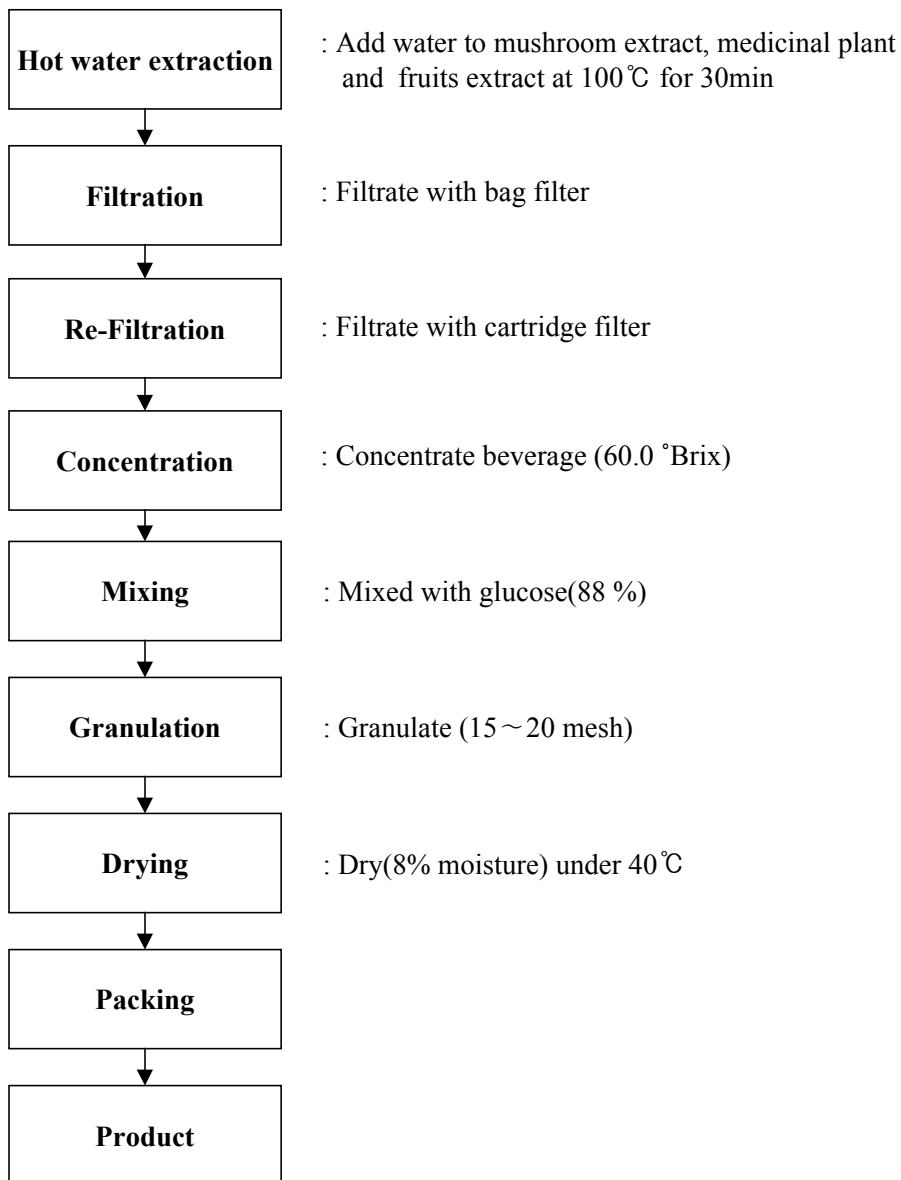 Hot water extraction
: Add water to mushroom extract, medicinal plant
and fruits extract at 100℃ for 30min
Filtration
: Filtrate with bag filter
Re-Filtration
: Filtrate with cartridge filter
Concentration
: Concentrate beverage (60.0 ˚Brix)
Mixing
: Mixed with glucose(88 %)
Granulation
: Granulate (15～20 mesh)
Drying
: Dry(8% moisture) under 40℃
Packing
Product